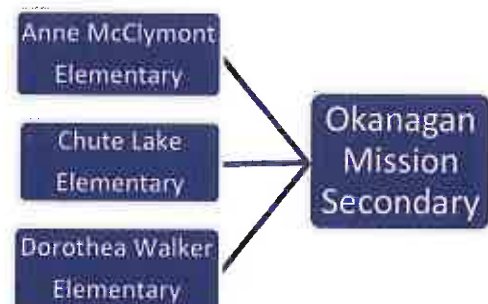 Anne McClymont
Elementary
Chute Lake
Elementary
Dorothea Walker
Elementary
Okanagan
Mission
Secondary